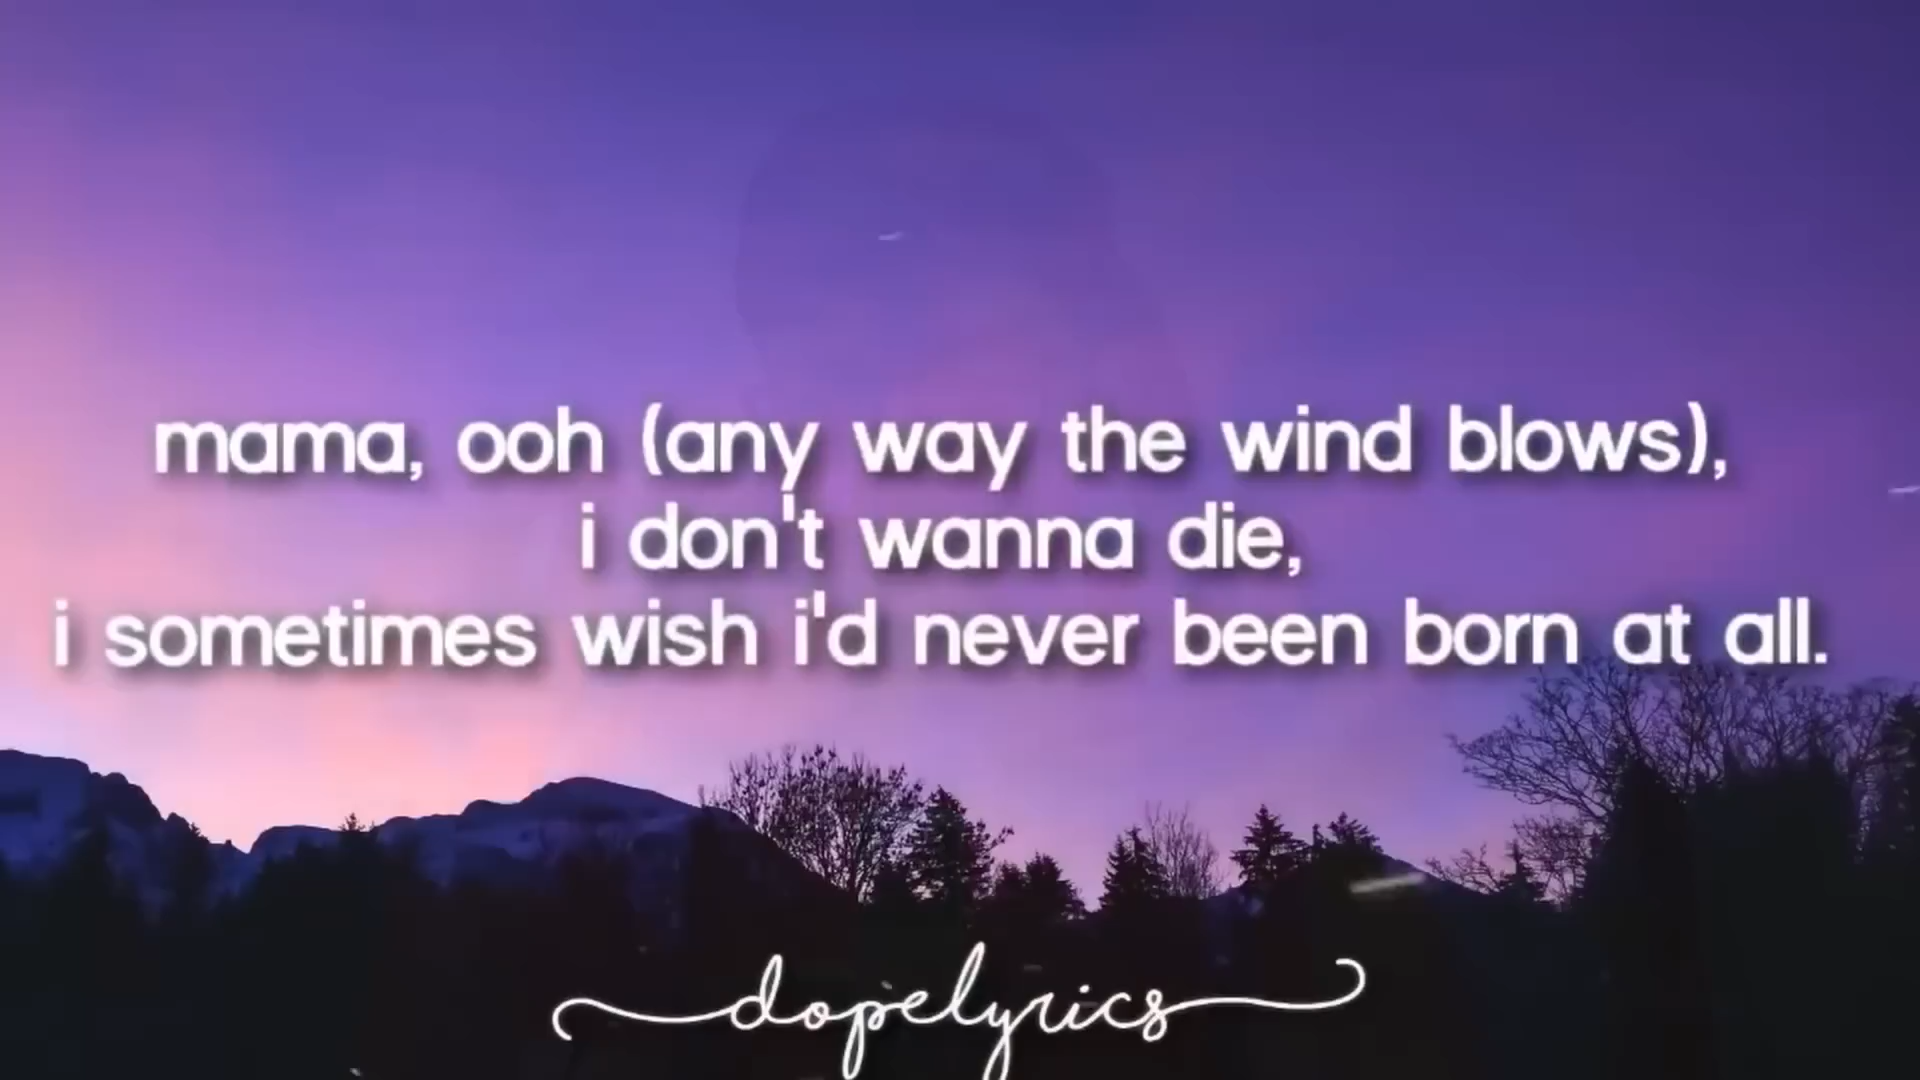 mama, ooh (any way the wind blows),
i don't wanna die,
i sometimes wish i'd never been born at all.
dopelyrics